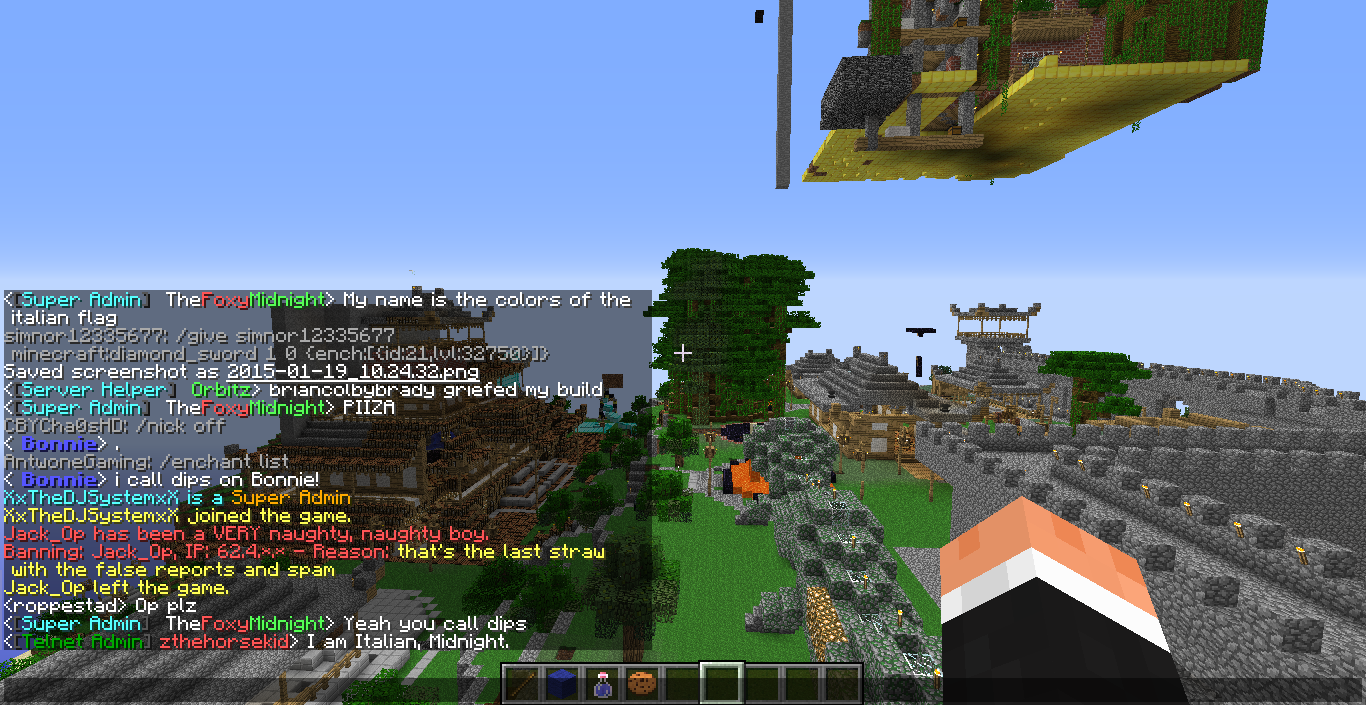 <[Super Admin] TheFoxyMidnight> My name is the colors of the
italian flag
simnor12335677: /give simnor12335677
minecraft:diamond_sword 1 0 {ench:[{id:21,lvl:32750}]}
Saved screenshot as 2015-01-19_10.24.32.png
<[Server Helper] Orbitz> briancolbybrady griefed my build
<[Super Admin] TheFoxyMidnight> PIIZA
CBYCha0sHD: /nick off
< Bonnie> .
AntwoneGaming: /enchant list
< Bonnie> i call dips on Bonnie!
XxTheDJSystemxX is a Super Admin
XxTheDJSystemxX joined the game.
Jack_Op has been a VERY naughty, naughty boy.
Banning: Jack_Op, IP: 62.4.*.* - Reason: that's the last straw
with the false reports and spam
Jack_Op left the game.
<roppestad> Op plz
<[Super Admin] TheFoxyMidnight> Yeah you call dips
<[Telnet Admin] zthehorsekid> I am Italian, Midnight.